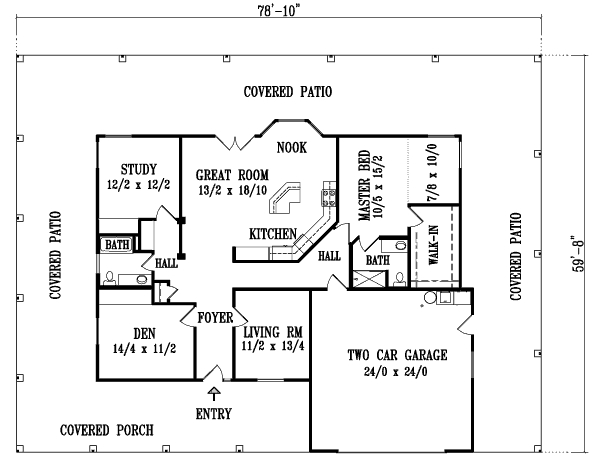 78'-10"
COVERED PATIO
NOOK
STUDY
12/2 x 12/2
GREAT ROOM
13/2 x 18/10
MASTER BED
10/5 x 15/2
7/8 x 10/0
COVERED PATIO
KITCHEN
BATH
HALL
HALL
BATH
WALK-IN
COVERED PATIO
59'-8"
FOYER
DEN
14/4 x 11/2
LIVING RM
11/2 x 13/4
TWO CAR GARAGE
24/0 x 24/0
ENTRY
COVERED PORCH